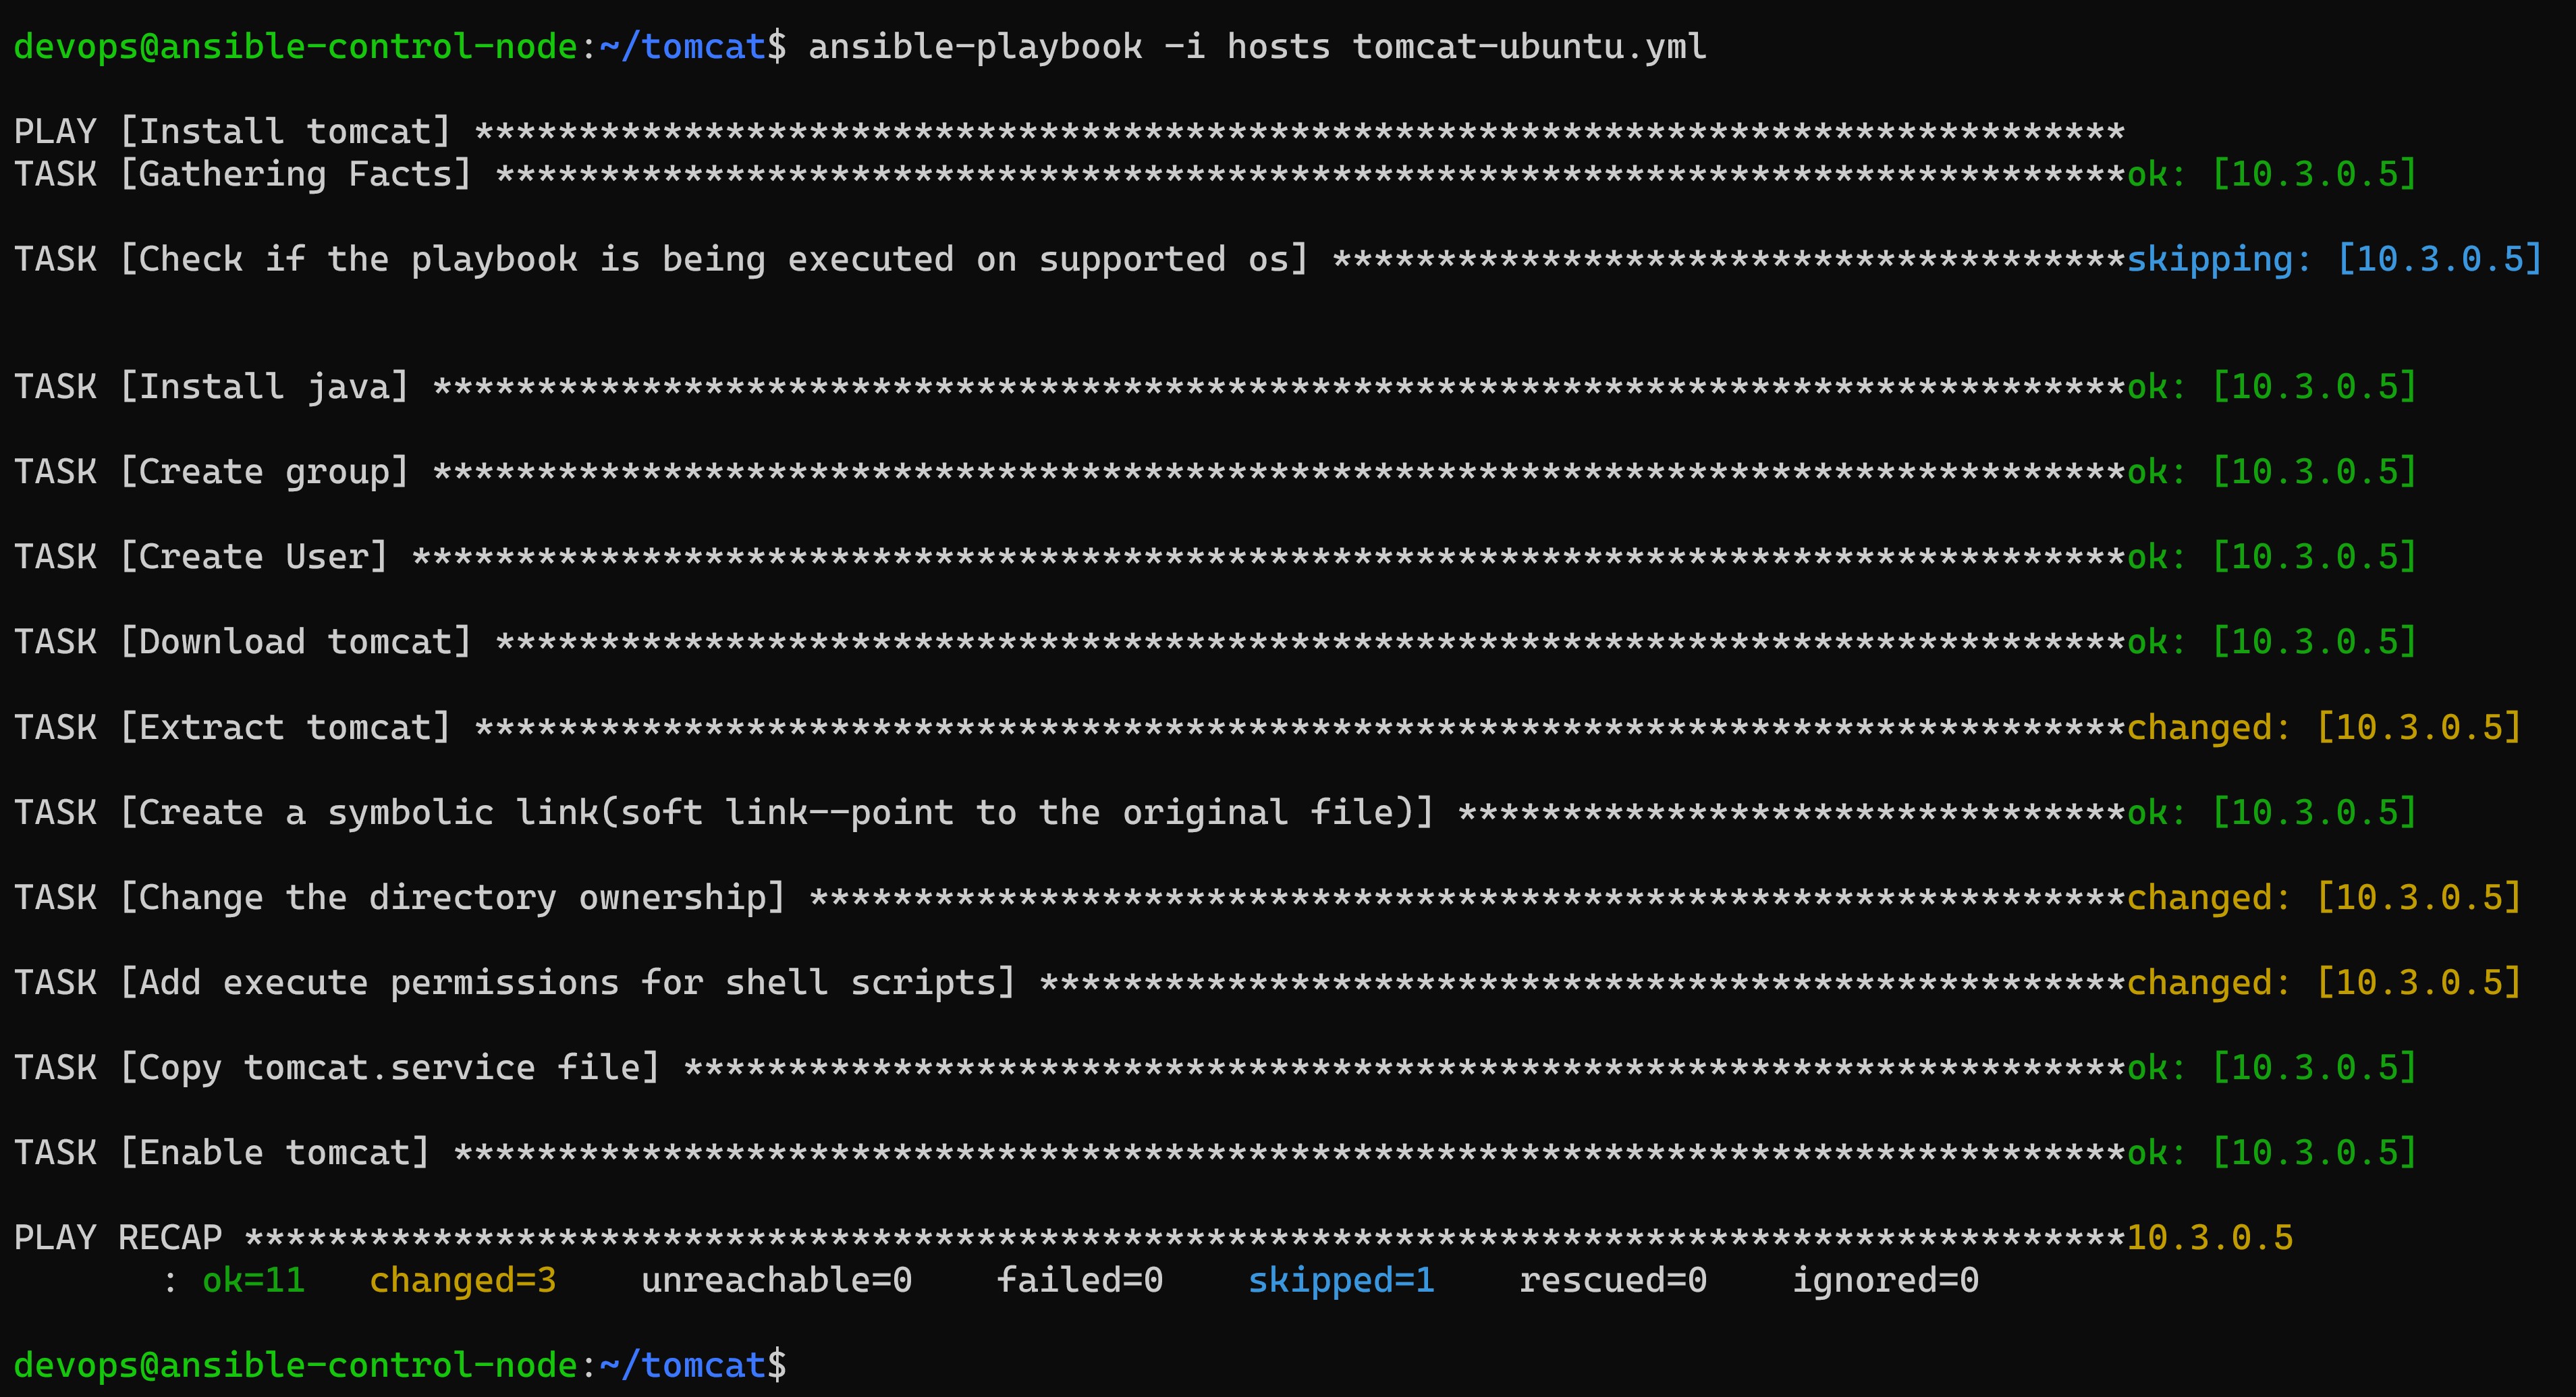 devops@ansible-control-node:~/tomcat$ ansible-playbook -i hosts tomcat-ubuntu.yml
PLAY [Install tomcat] *******************************************************************************
TASK [Gathering Facts] ******************************************************************************ok: [10.3.0.5]
TASK [Check if the playbook is being executed on supported os] **************************************skipping: [10.3.0.5]
TASK [Install java] *********************************************************************************ok: [10.3.0.5]
TASK [Create group] *********************************************************************************ok: [10.3.0.5]
TASK [Create User] **********************************************************************************ok: [10.3.0.5]
TASK [Download tomcat] ******************************************************************************ok: [10.3.0.5]
TASK [Extract tomcat] *******************************************************************************changed: [10.3.0.5]
TASK [Create a symbolic link(soft link--point to the original file)] ********************************ok: [10.3.0.5]
TASK [Change the directory ownership] ***************************************************************changed: [10.3.0.5]
TASK [Add execute permissions for shell scripts] ****************************************************changed: [10.3.0.5]
TASK [Copy tomcat.service file] *********************************************************************ok: [10.3.0.5]
TASK [Enable tomcat] ********************************************************************************ok: [10.3.0.5]
PLAY RECAP ******************************************************************************************10.3.0.5
: ok=11 changed=3 unreachable=0 failed=0 skipped=1 rescued=0 ignored=0
devops@ansible-control-node:~/tomcat$